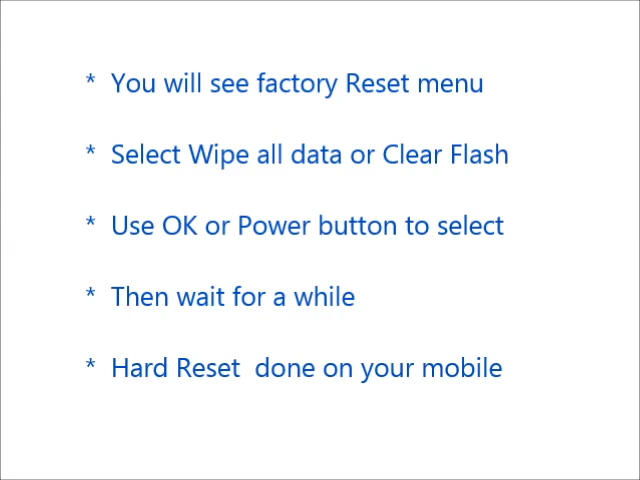 * You will see factory Reset menu
* Select Wipe all data or Clear Flash
* Use OK or Power button to select
* Then wait for a while
* Hard Reset  done on your mobile